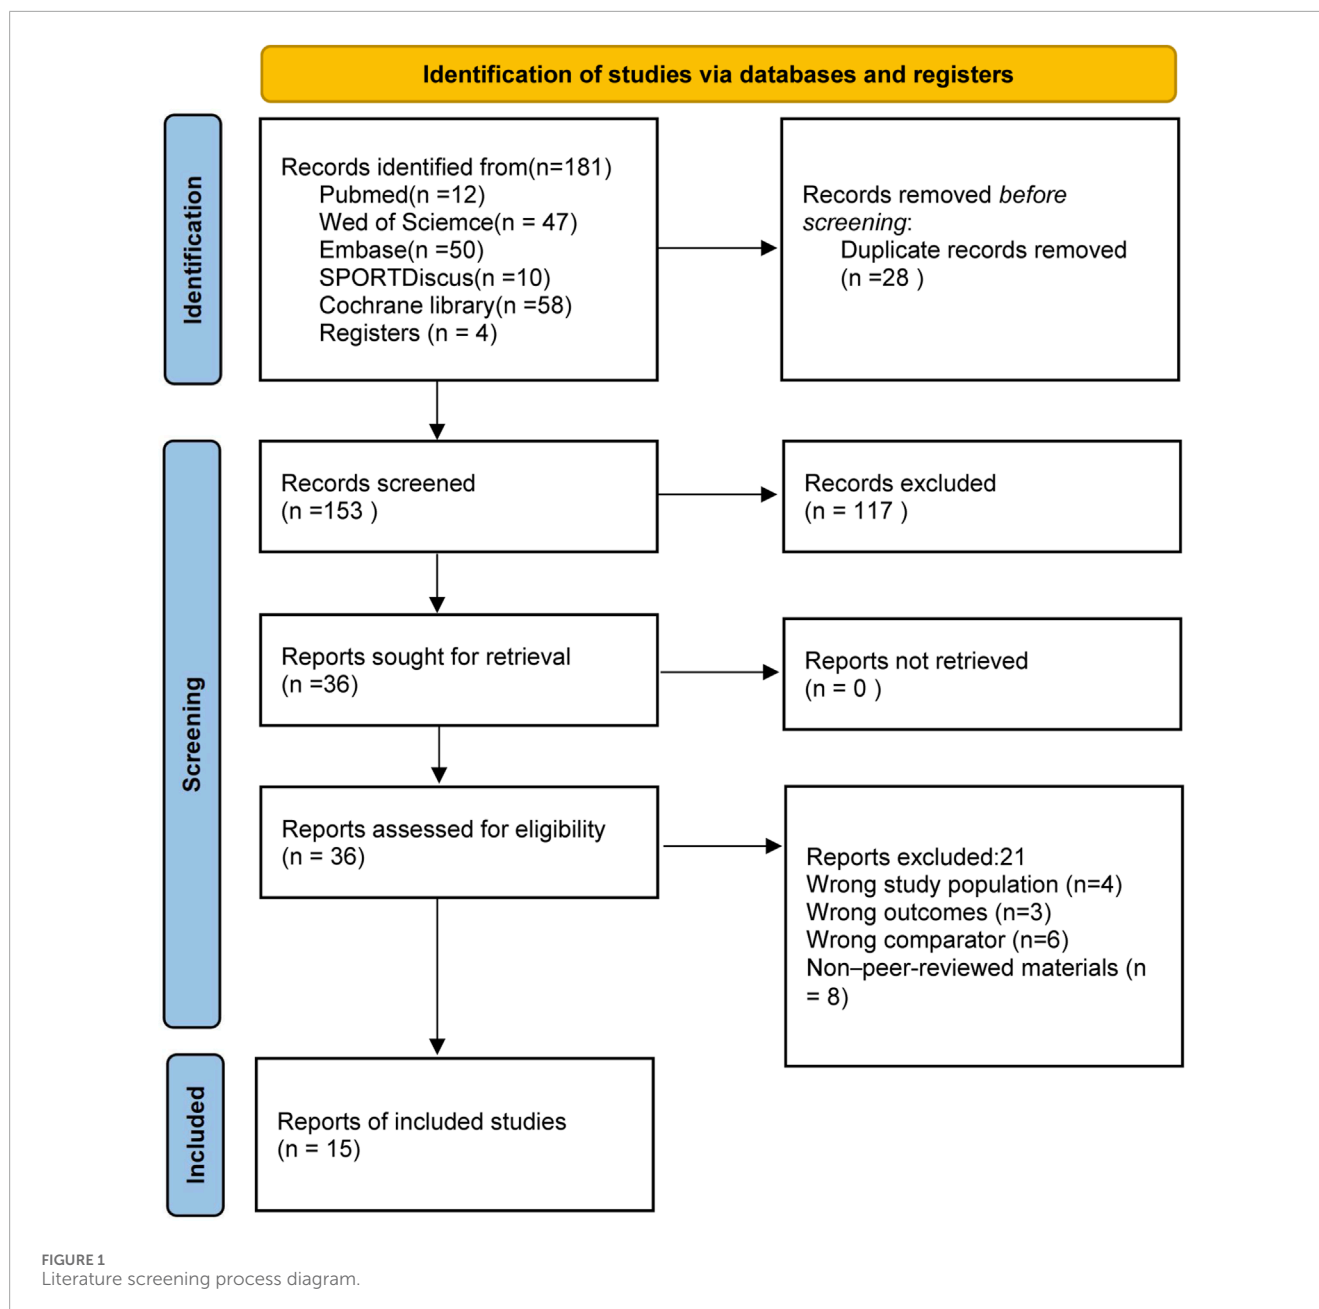 Identification of studies via databases and registers
Identification
Records identified from(n=181)
Pubmed(n =12)
Wed of Sciemce(n = 47)
Embase(n =50)
SPORTDiscus(n =10)
Cochrane library(n =58)
Registers (n = 4)
Records removed before
screening:
Duplicate records removed
(n =28 )
Screening
Records screened
(n =153 )
Records excluded
(n = 117 )
Reports sought for retrieval
(n =36)
Reports not retrieved
(n = 0 )
Reports assessed for eligibility
(n = 36)
Reports excluded:21
Wrong study population (n=4)
Wrong outcomes (n=3)
Wrong comparator (n=6)
Non–peer-reviewed materials (n
= 8)
Included
Reports of included studies
(n = 15)
FIGURE 1
Literature screening process diagram.